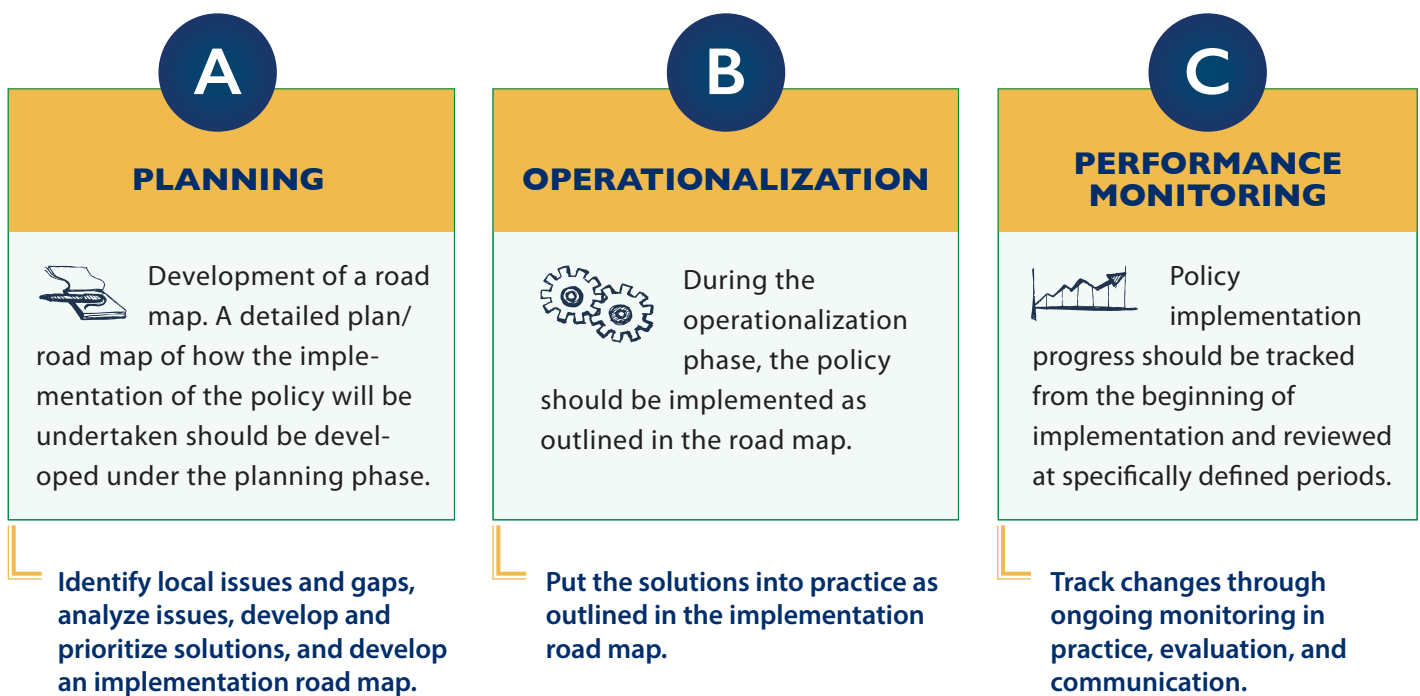 A
PLANNING
Development of a road
map. A detailed plan/
road map of how the imple-
mentation of the policy will be
undertaken should be devel-
oped under the planning phase.
Identify local issues and gaps,
analyze issues, develop and
prioritize solutions, and develop
an implementation road map.
B
OPERATIONALIZATION
During the
operationalization
phase, the policy
should be implemented as
outlined in the road map.
Put the solutions into practice as
outlined in the implementation
road map.
C
PERFORMANCE
MONITORING
Policy
implementation
progress should be tracked
from the beginning of
implementation and reviewed
at specifically defined periods.
Track changes through
ongoing monitoring in
practice, evaluation, and
communication.